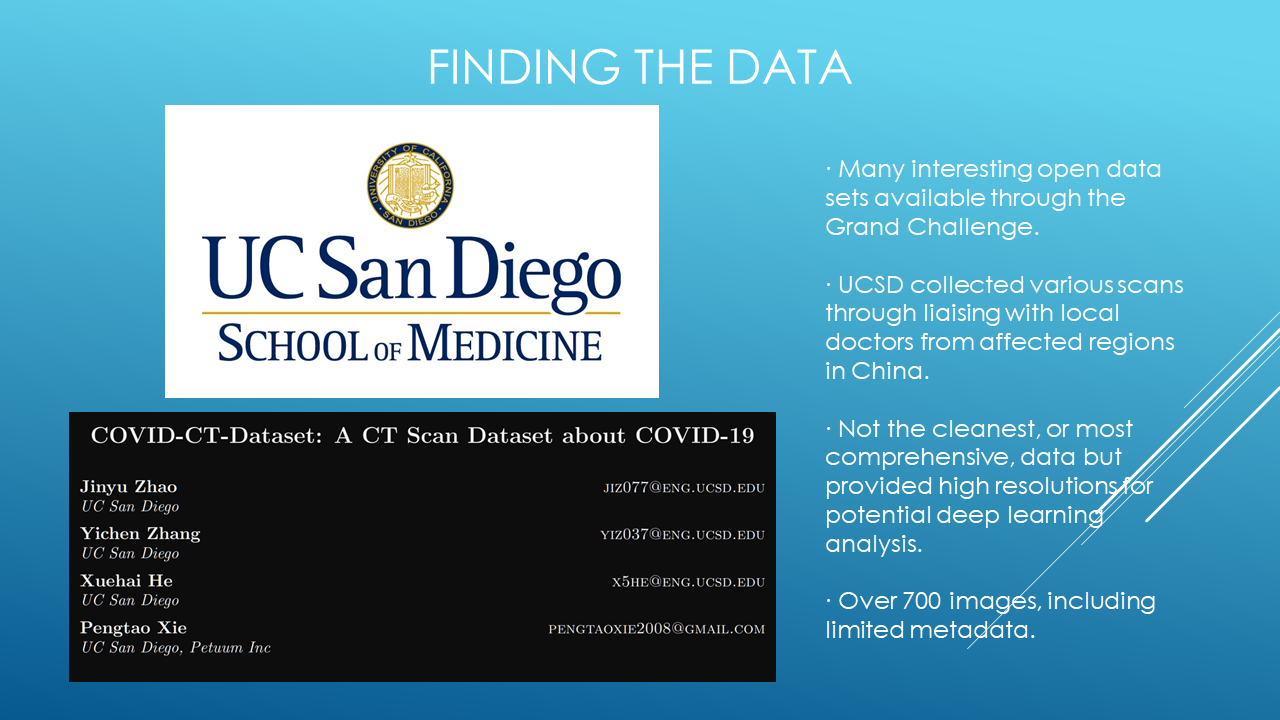 FINDING THE DATA
UNIVERSITY OF CALIFORNIA
SAN DIEGO
UC San Diego
SCHOOL OF MEDICINE
COVID-CT-Dataset: A CT Scan Dataset about COVID-19
Jinyu Zhao JIZ077@ENG.UCSD.EDU
UC San Diego
Yichen Zhang YIZ037@ENG.UCSD.EDU
UC San Diego
Xuehai He X5HE@ENG.UCSD.EDU
UC San Diego
Pengtao Xie PENGTAOXIE2008@GMAIL.COM
UC San Diego, Petuum Inc
· Many interesting open data
sets available through the
Grand Challenge.
· UCSD collected various scans
through liaising with local
doctors from affected regions
in China.
· Not the cleanest, or most
comprehensive, data but
provided high resolutions for
potential deep learning
analysis.
· Over 700 images, including
limited metadata.